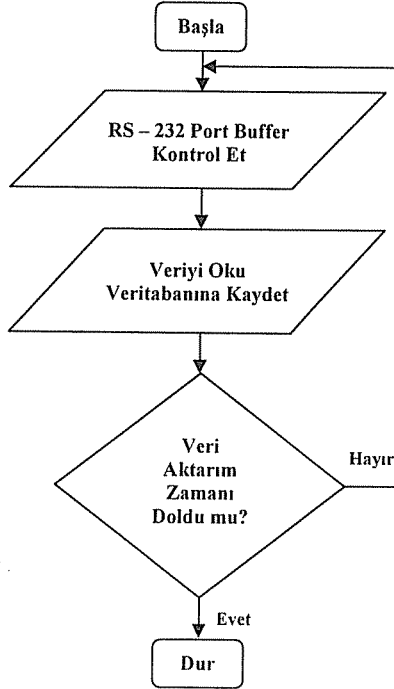 Başla
RS – 232 Port Buffer
Kontrol Et
Veriyi Oku
Veritabanına Kaydet
Veri
Aktarım
Zamanı
Doldu mu?
Hayır
Evet
Dur